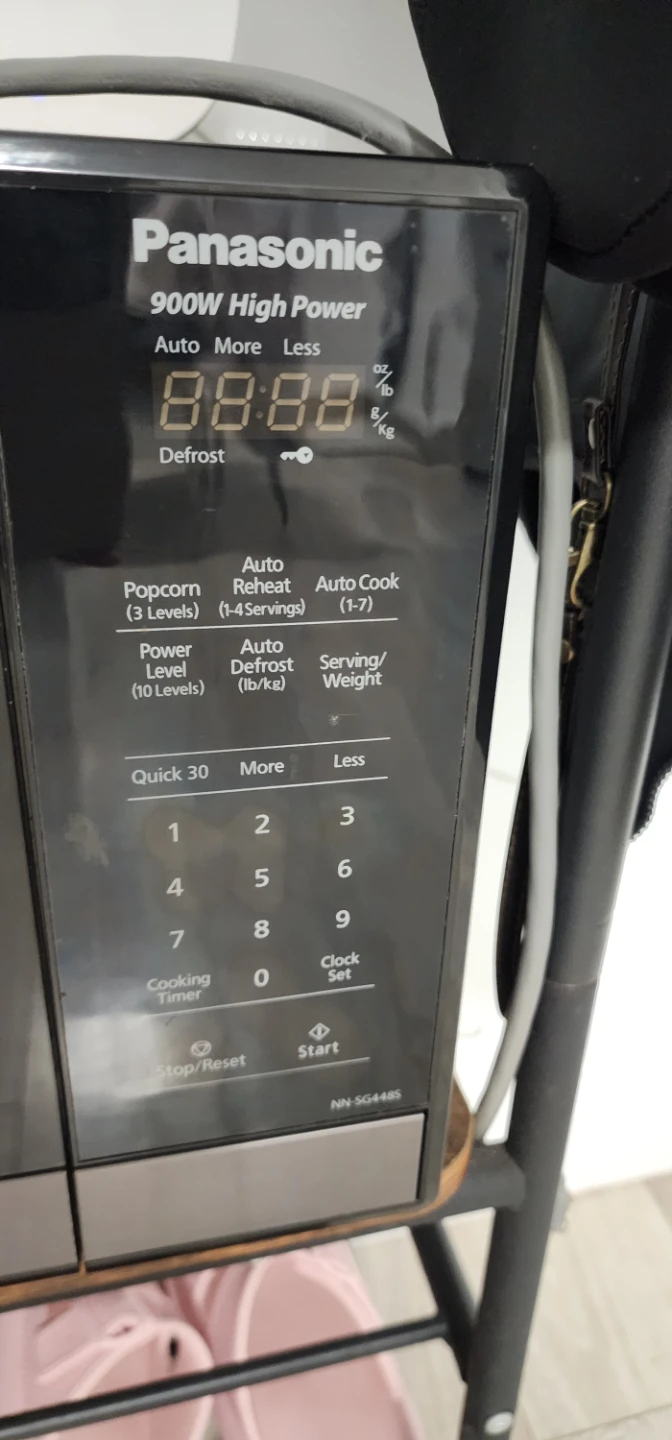 Panasonic
900W High Power
Auto More Less
88:88
oz/lb
g/Kg
Defrost
Popcorn
(3 Levels)
Auto
Reheat
(1-4 Servings)
Auto Cook
(1-7)
Power
Level
(10 Levels)
Auto
Defrost
(lb/kg)
Serving/
Weight
Quick 30 More Less
1 2 3
4 5 6
7 8 9
Cooking
Timer
0
Clock
Set
Stop/Reset
Start
NN-SG448S